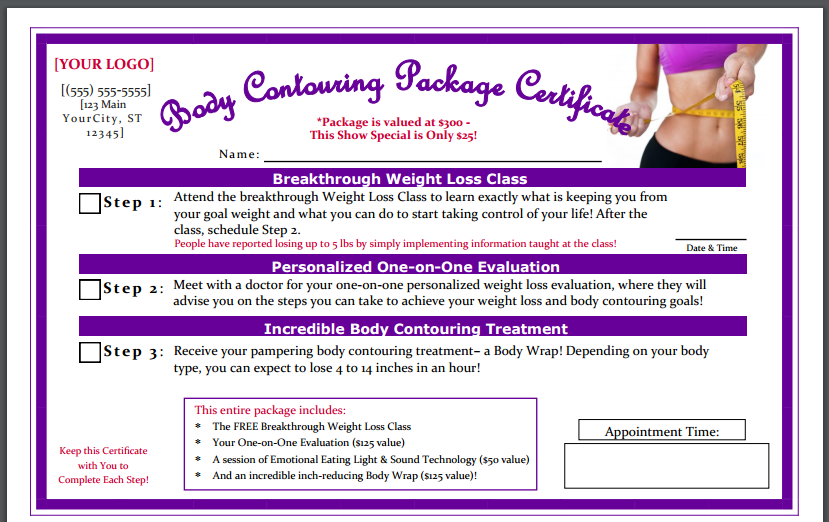 [YOUR LOGO]
[(555) 555-5555]
[123 Main
YourCity, ST
12345]
Body Contouring Package Certificate
*Package is valued at $300 -
This Show Special is Only $25!
Name:
Breakthrough Weight Loss Class
Step 1:
Attend the breakthrough Weight Loss Class to learn exactly what is keeping you from
your goal weight and what you can do to start taking control of your life! After the
class, schedule Step 2.
People have reported losing up to 5 lbs by simply implementing information taught at the class!
Date & Time
Personalized One-on-One Evaluation
Step 2:
Meet with a doctor for your one-on-one personalized weight loss evaluation, where they will
advise you on the steps you can take to achieve your weight loss and body contouring goals!
Incredible Body Contouring Treatment
Step 3:
Receive your pampering body contouring treatment– a Body Wrap! Depending on your body
type, you can expect to lose 4 to 14 inches in an hour!
This entire package includes:
* The FREE Breakthrough Weight Loss Class
* Your One-on-One Evaluation ($125 value)
* A session of Emotional Eating Light & Sound Technology ($50 value)
* And an incredible inch-reducing Body Wrap ($125 value)!
Keep this Certificate
with You to
Complete Each Step!
Appointment Time: